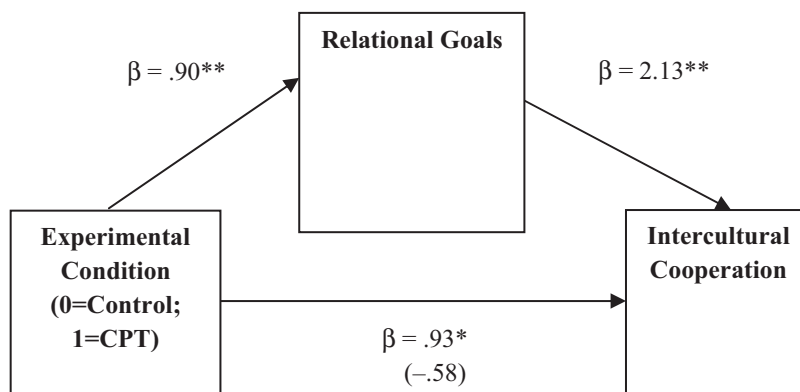 Relational Goals
β = .90**
β = 2.13**
Experimental
Condition
(0=Control;
1=CPT)
Intercultural
Cooperation
β = .93*
(–.58)